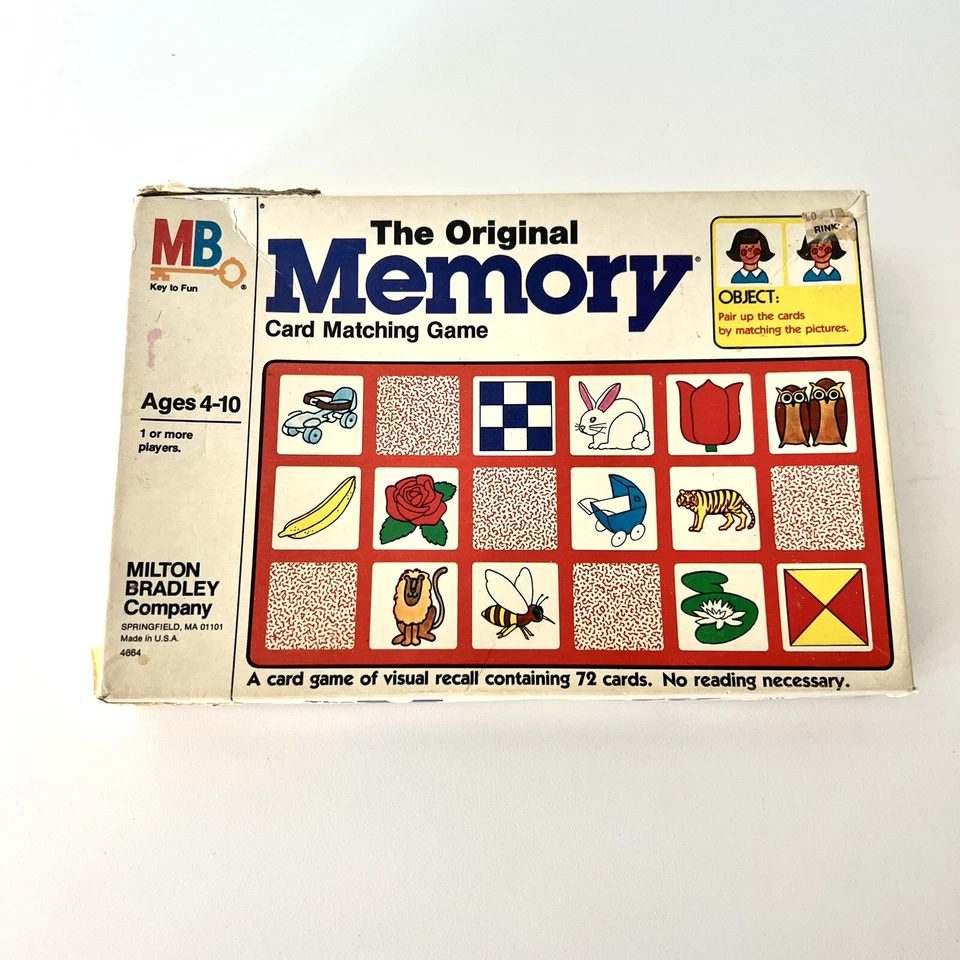 MB
Key to Fun
Ages 4-10
1 or more
players.
MILTON
BRADLEY
Company
SPRINGFIELD, MA 01101
Made in U.S.A.
4664
The Original
Memory®
Card Matching Game
RINK
OBJECT:
Pair up the cards
by matching the pictures.
A card game of visual recall containing 72 cards. No reading necessary.